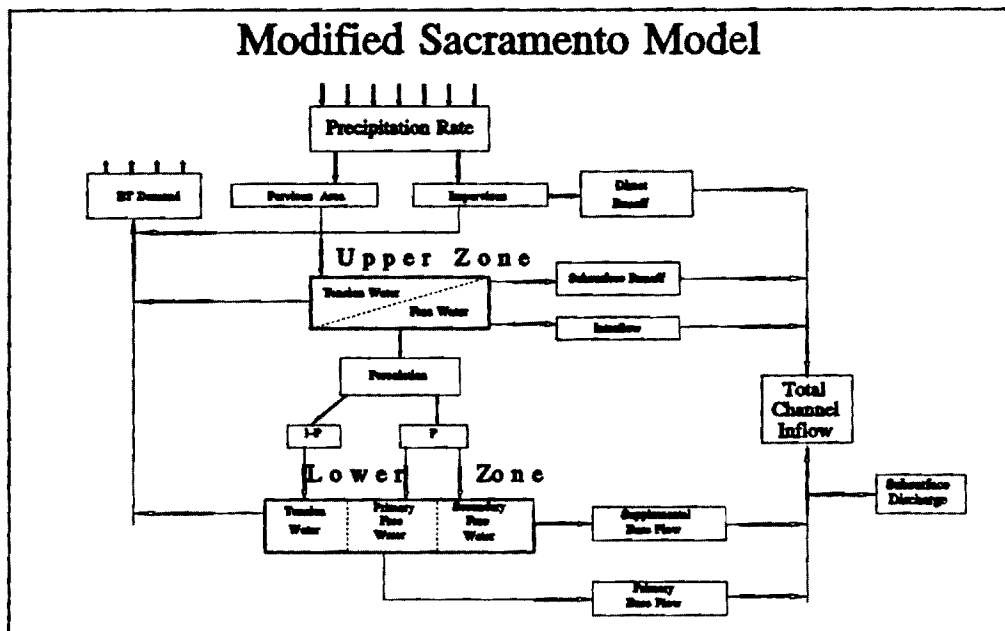 Modified Sacramento Model
Precipitation Rate
ET Demand
Pervious Area
Impervious
Direct
Runoff
Upper Zone
Tension Water
Free Water
Subsurface Runoff
Interflow
Percolation
1-P
P
Total
Channel
Inflow
Lower Zone
Tension
Water
Primary
Free
Water
Secondary
Free
Water
Supplemental
Base Flow
Subsurface
Discharge
Primary
Base Flow